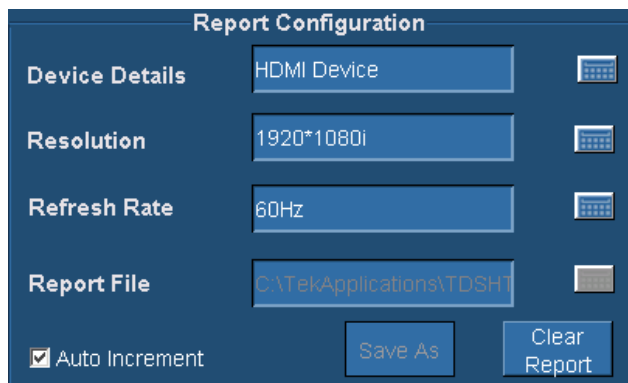 Report Configuration
Device Details HDMI Device
Resolution 1920*1080i
Refresh Rate 60Hz
Report File C:\TekApplications\TDSHT
Auto Increment Save As Clear Report